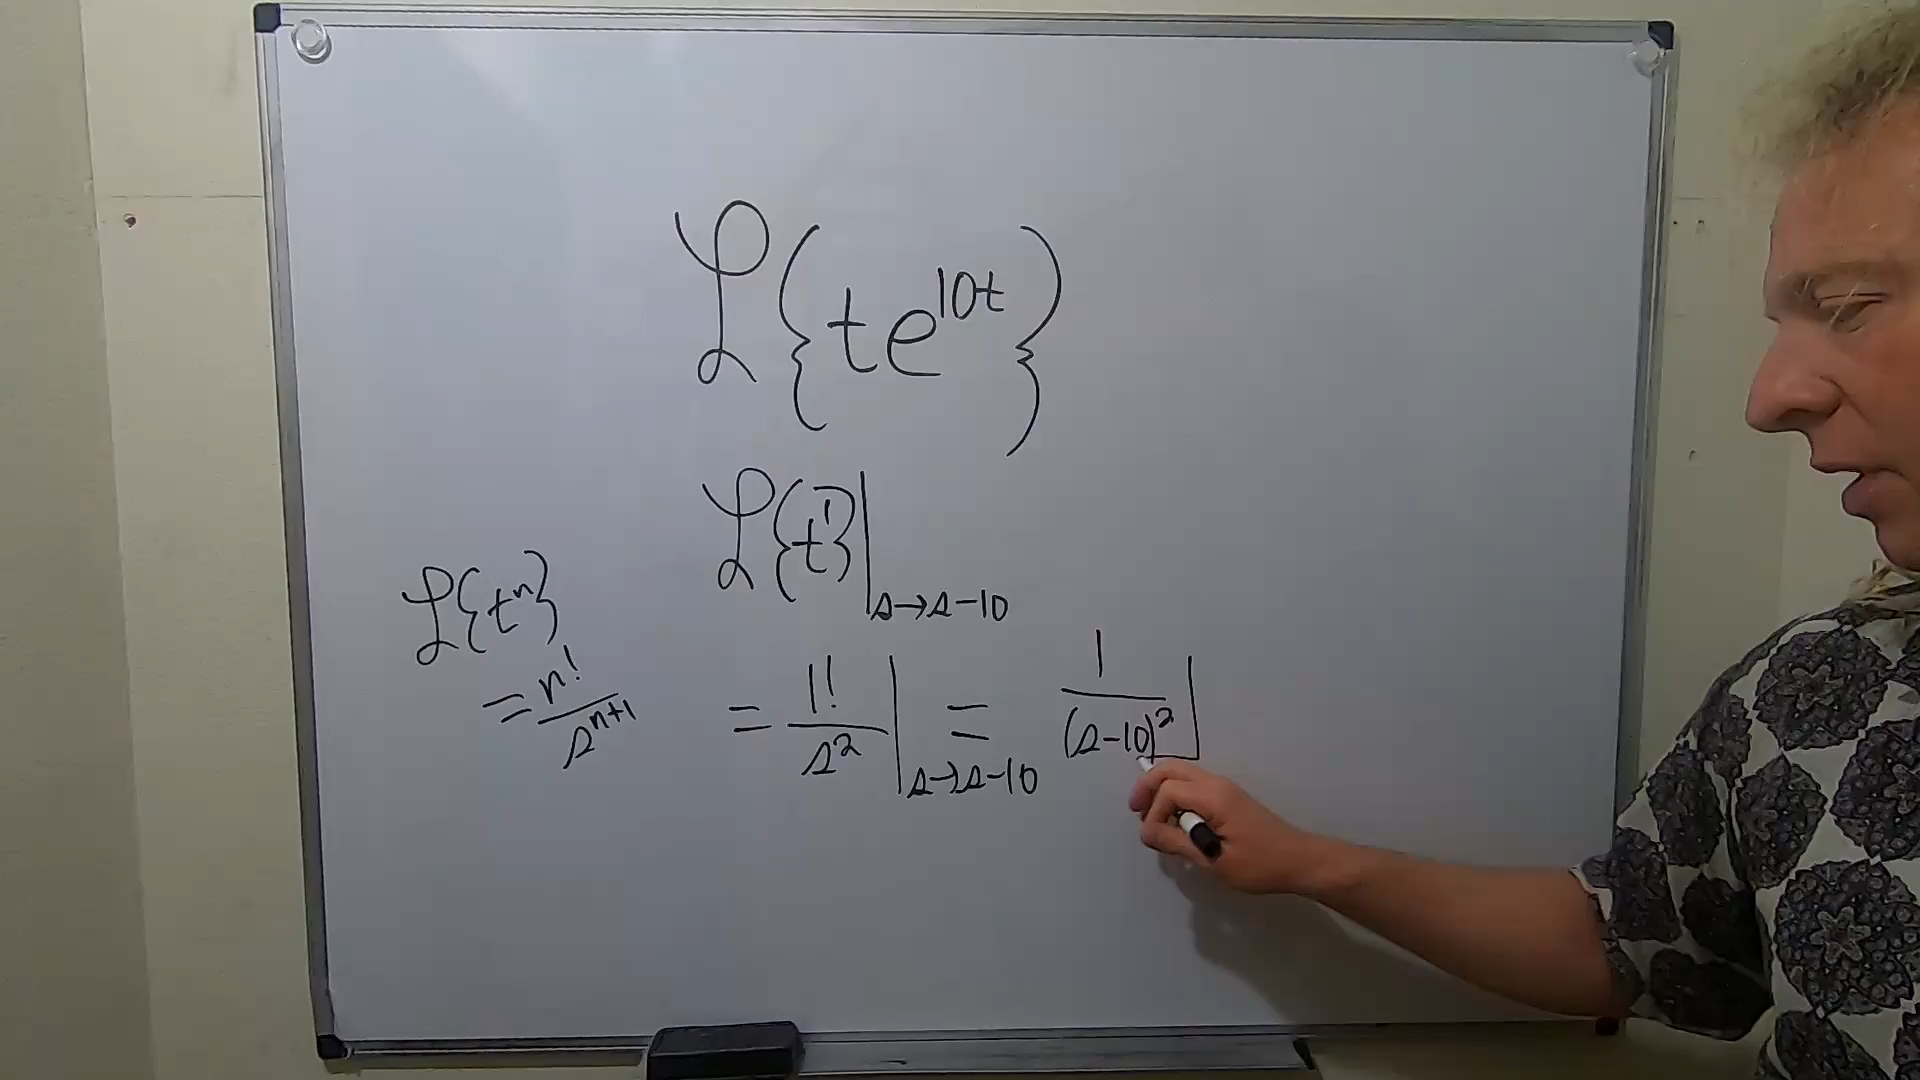 ℒ{te^{10t}}
ℒ{t^1}|_{s→s-10}
ℒ{t^n}
= n!/s^{n+1}
= 1!/s^2|_{s→s-10} = 1/(s-10)^2